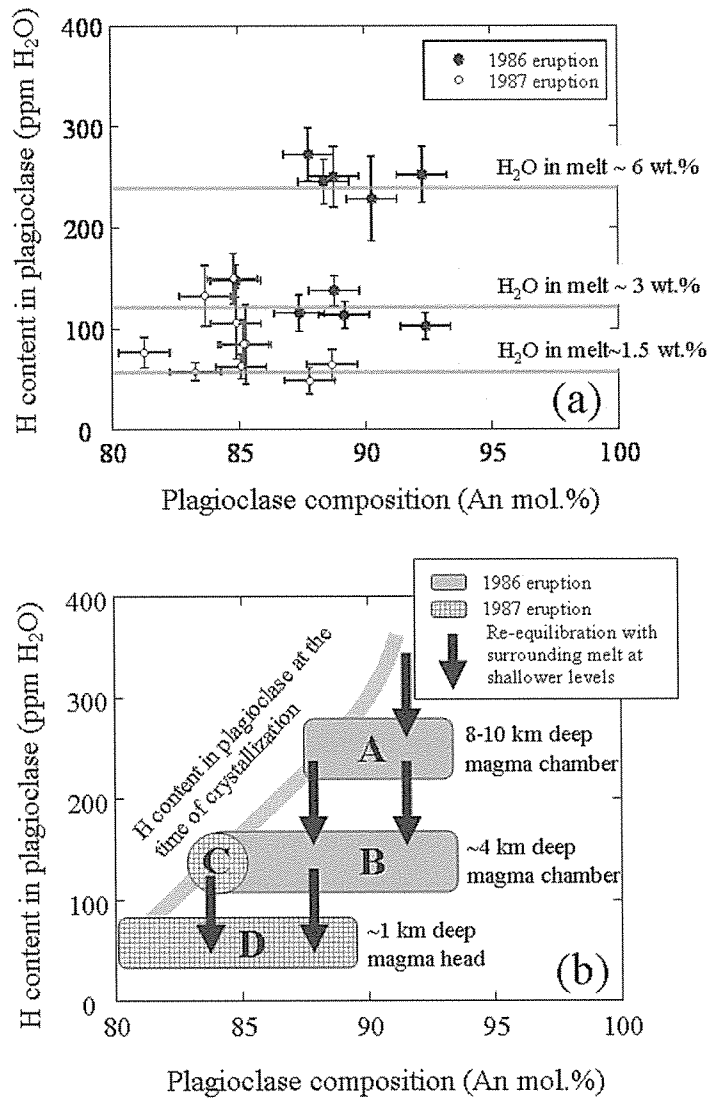 H content in plagioclase (ppm H₂O)
400
300
200
100
0
1986 eruption
1987 eruption
H₂O in melt ~ 6 wt.%
H₂O in melt ~ 3 wt.%
H₂O in melt~1.5 wt.%
(a)
80
85
90
95
100
Plagioclase composition (An mol.%)
H content in plagioclase (ppm H₂O)
400
300
200
100
0
1986 eruption
1987 eruption
Re-equilibration with
surrounding melt at
shallower levels
H content in plagioclase at the
time of crystallization
A
8-10 km deep
magma chamber
C
B
~4 km deep
magma chamber
D
~1 km deep
magma head
(b)
80
85
90
95
100
Plagioclase composition (An mol.%)